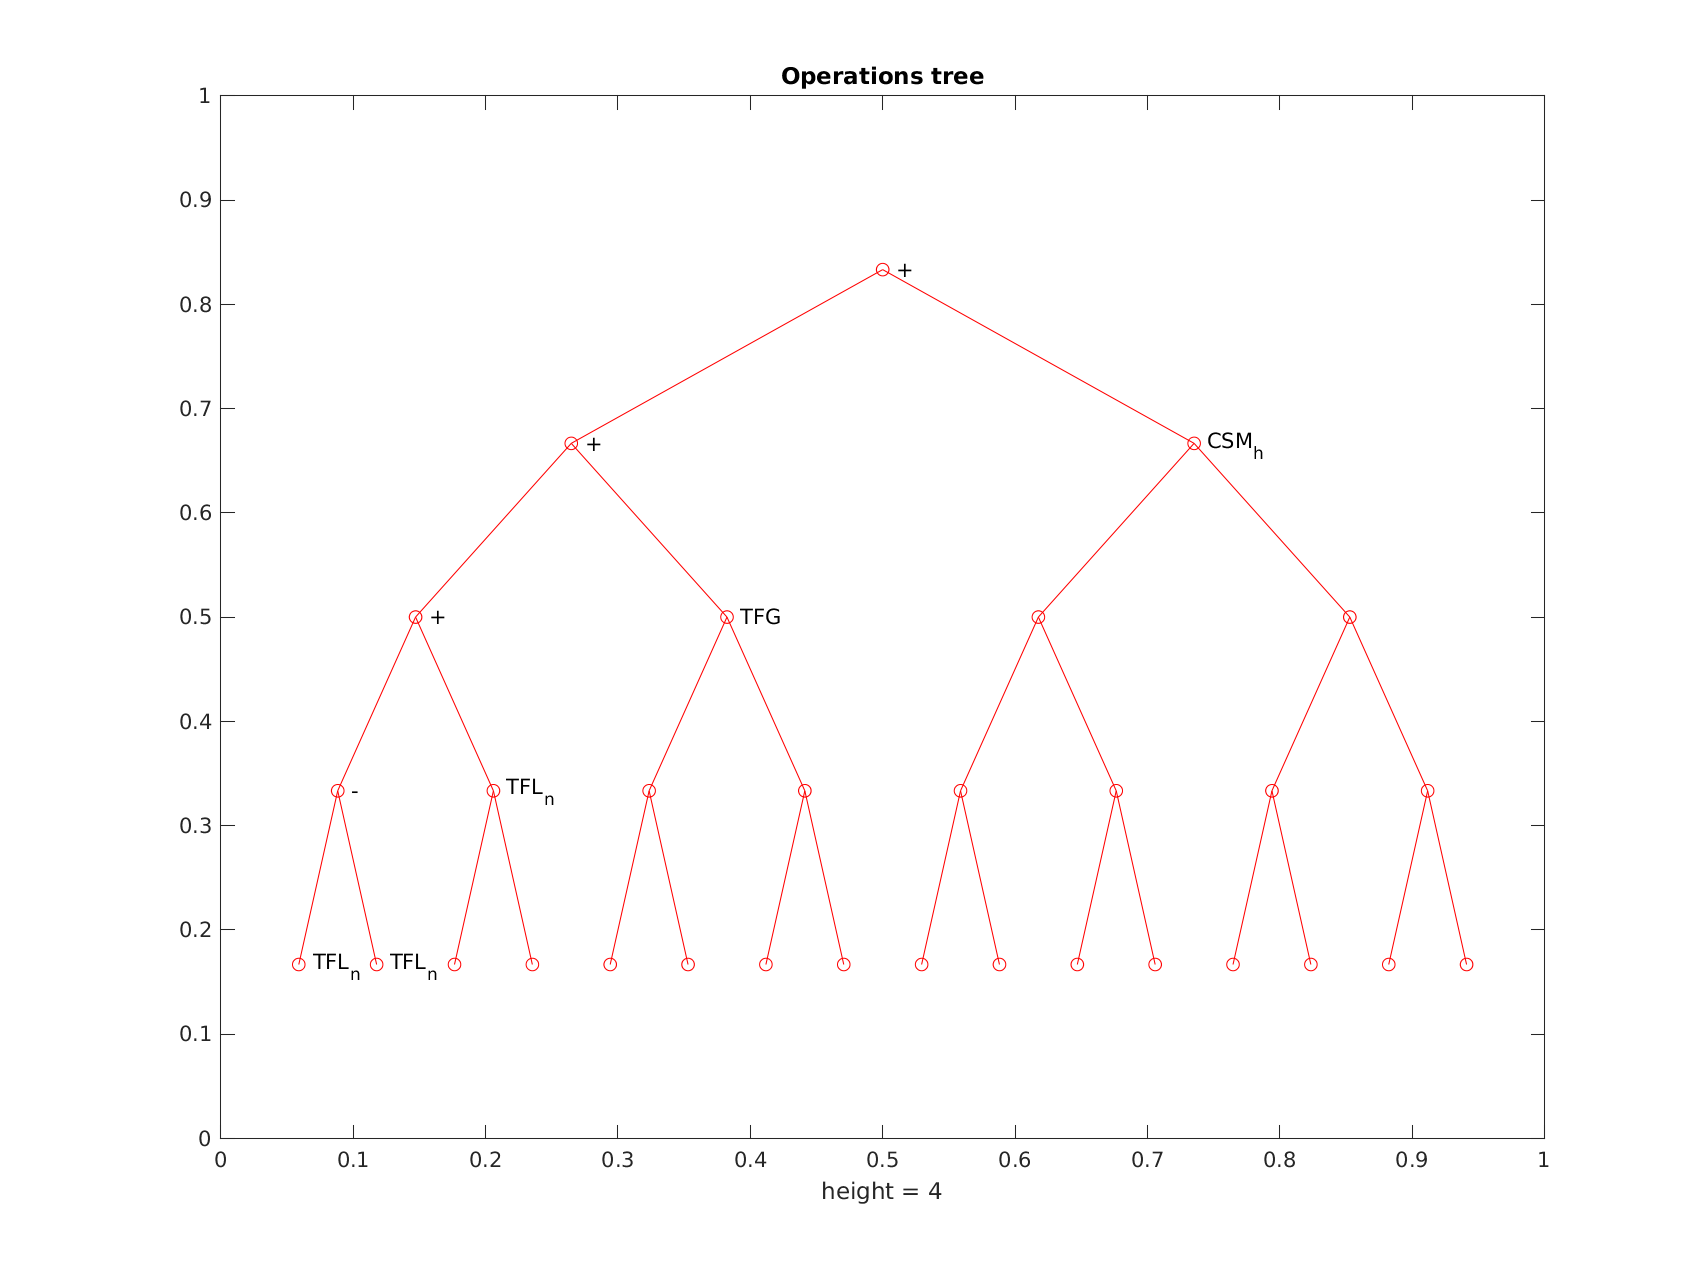 Operations tree
1
0.9
0.8
0.7
0.6
0.5
0.4
0.3
0.2
0.1
0
+
+
CSM_h
+
TFG
-
TFL_n
TFL_n
TFL_n
0 0.1 0.2 0.3 0.4 0.5 0.6 0.7 0.8 0.9 1
height = 4